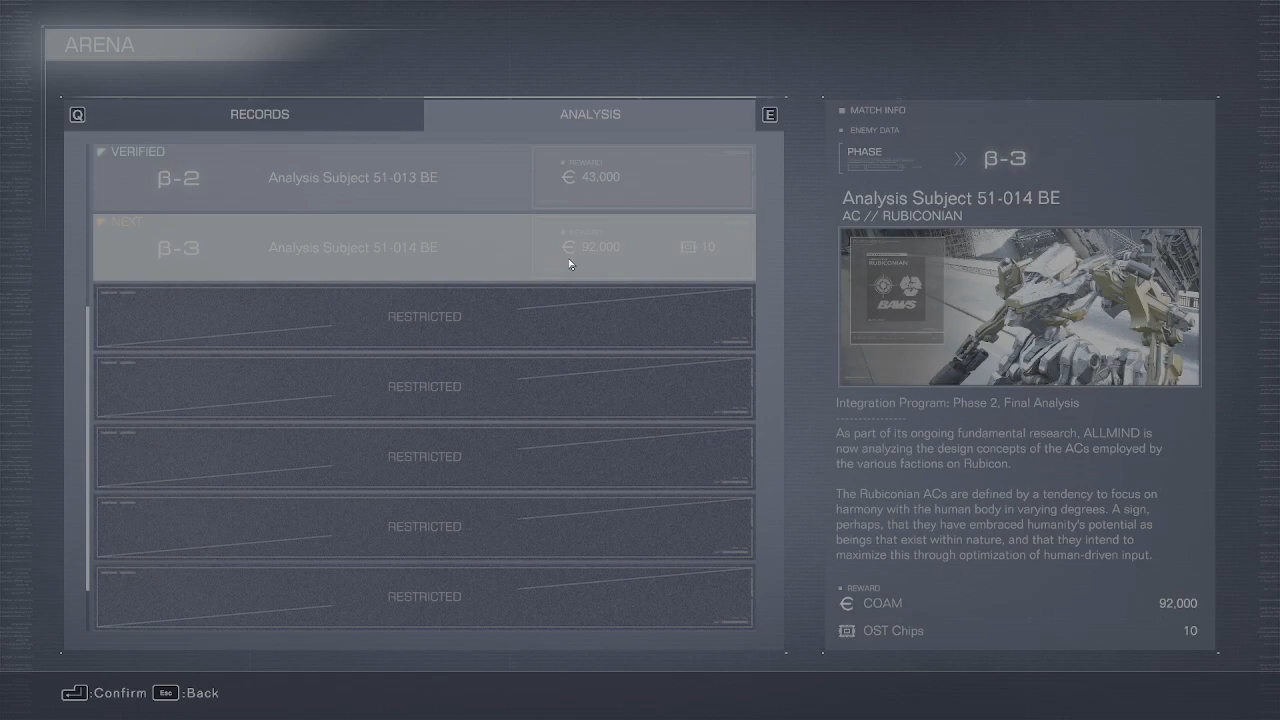 ARENA
Q
RECORDS
ANALYSIS
E
VERIFIED
β-2
Analysis Subject 51-013 BE
REWARD
43,000
NEXT
β-3
Analysis Subject 51-014 BE
92,000
10
RESTRICTED
RESTRICTED
RESTRICTED
RESTRICTED
RESTRICTED
MATCH INFO
ENEMY DATA
PHASE
β-3
Analysis Subject 51-014 BE
AC // RUBICONIAN
RUBICONIAN
BAWS
Integration Program: Phase 2, Final Analysis
As part of its ongoing fundamental research, ALLMIND is
now analyzing the design concepts of the ACs employed by
the various factions on Rubicon.
The Rubiconian ACs are defined by a tendency to focus on
harmony with the human body in varying degrees. A sign,
perhaps, that they have embraced humanity's potential as
beings that exist within nature, and that they intend to
maximize this through optimization of human-driven input.
REWARD
COAM 92,000
OST Chips 10
:Confirm Esc :Back